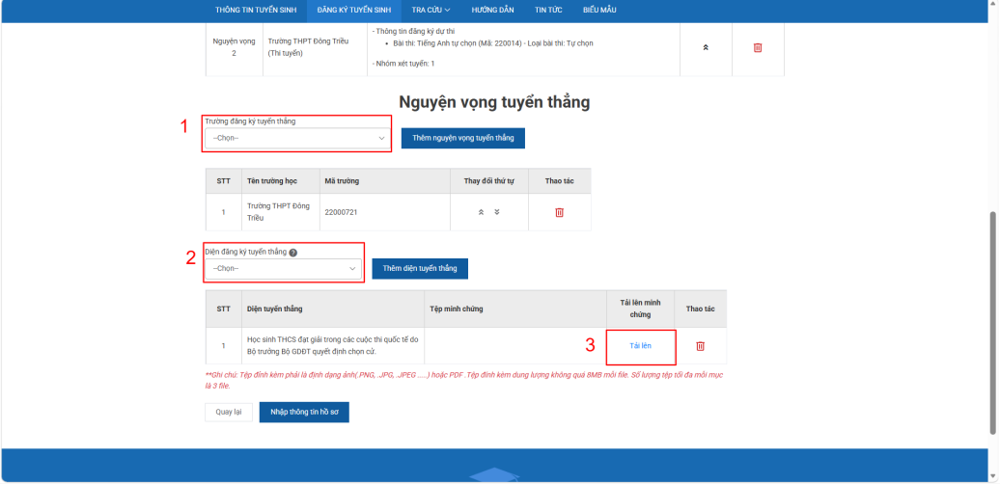 THÔNG TIN TUYỂN SINH ĐĂNG KÝ TUYỂN SINH TRA CỨU HƯỚNG DẪN TIN TỨC BIỂU MẪU
Nguyện vọng
2
Trường THPT Đông Triều
(Thi tuyển)
- Thông tin đăng ký dự thi
• Bài thi: Tiếng Anh tự chọn (Mã: 220014) - Loại bài thi: Tự chọn
- Nhóm xét tuyển: 1
Nguyện vọng tuyển thẳng
1
Trường đăng ký tuyển thẳng
--Chọn--
Thêm nguyện vọng tuyển thẳng
STT Tên trường học Mã trường Thay đổi thứ tự Thao tác
1
Trường THPT Đông
Triều
22000721
2
Diện đăng ký tuyển thẳng ?
--Chọn--
Thêm diện tuyển thẳng
STT Diện tuyển thẳng Tệp minh chứng
Tải lên minh
chứng
Thao tác
1
Học sinh THCS đạt giải trong các cuộc thi quốc tế do
Bộ trưởng Bộ GDĐT quyết định chọn cử.
3
Tải lên
**Ghi chú: Tệp đính kèm phải là định dạng ảnh(.PNG, .JPG, .JPEG .....) hoặc PDF .Tệp đính kèm dung lượng không quá 8MB mỗi file. Số lượng tệp tối đa mỗi mục
là 3 file.
Quay lại
Nhập thông tin hồ sơ